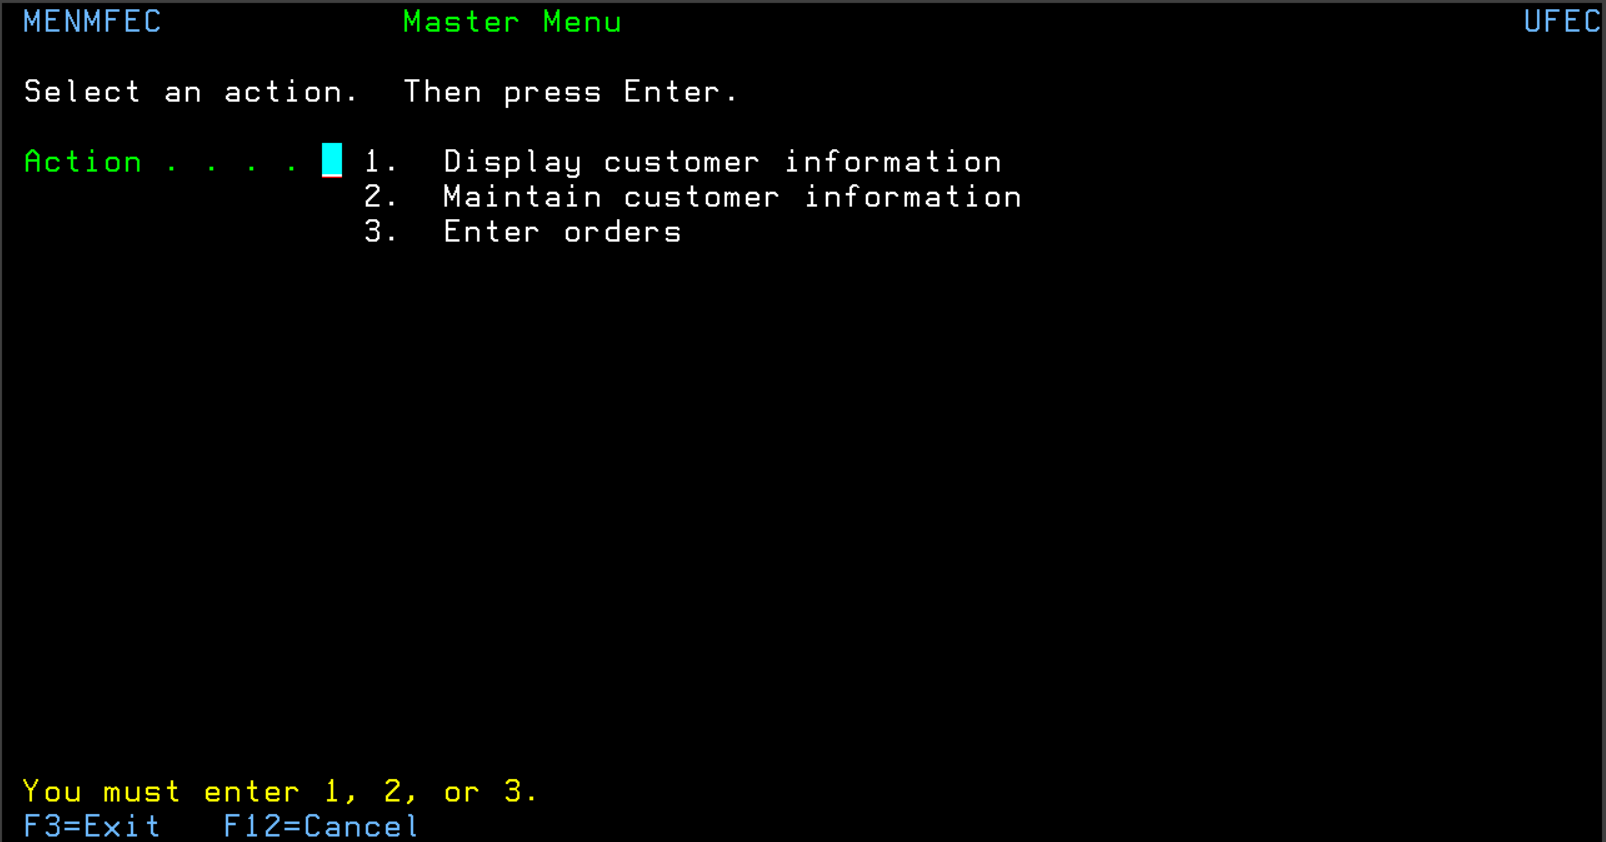 MENMFEC Master Menu UFEC
Select an action. Then press Enter.
Action . . . . 1. Display customer information
2. Maintain customer information
3. Enter orders
You must enter 1, 2, or 3.
F3=Exit F12=Cancel